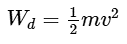 W_d = \frac{1}{2}mv^2